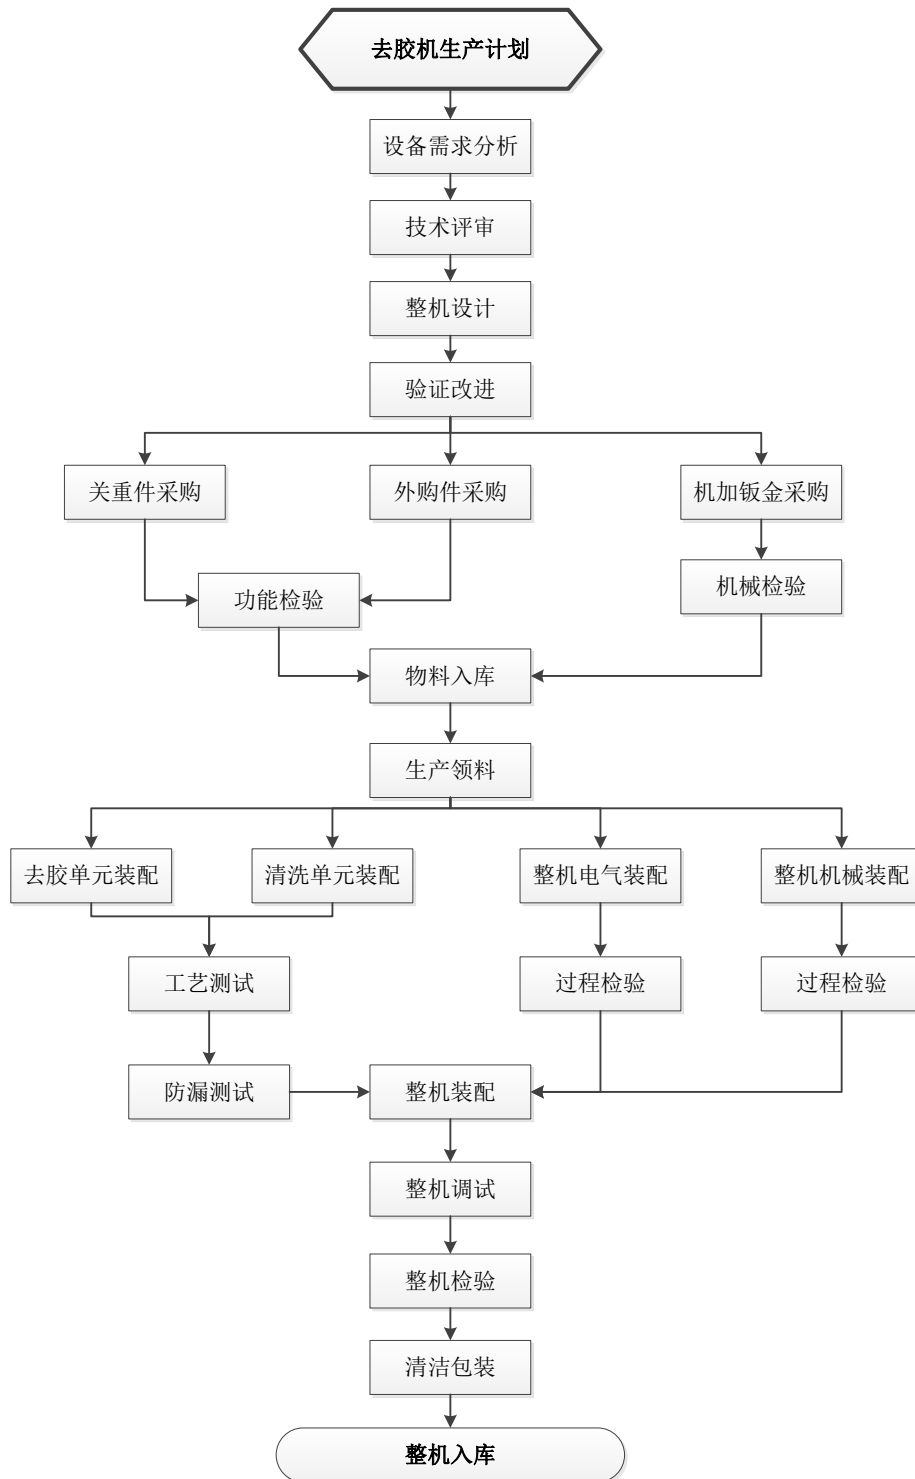 去胶机生产计划
设备需求分析
技术评审
整机设计
验证改进
关重件采购
外购件采购
机加钣金采购
功能检验
机械检验
物料入库
生产领料
去胶单元装配
清洗单元装配
整机电气装配
整机机械装配
工艺测试
过程检验
过程检验
防漏测试
整机装配
整机调试
整机检验
清洁包装
整机入库